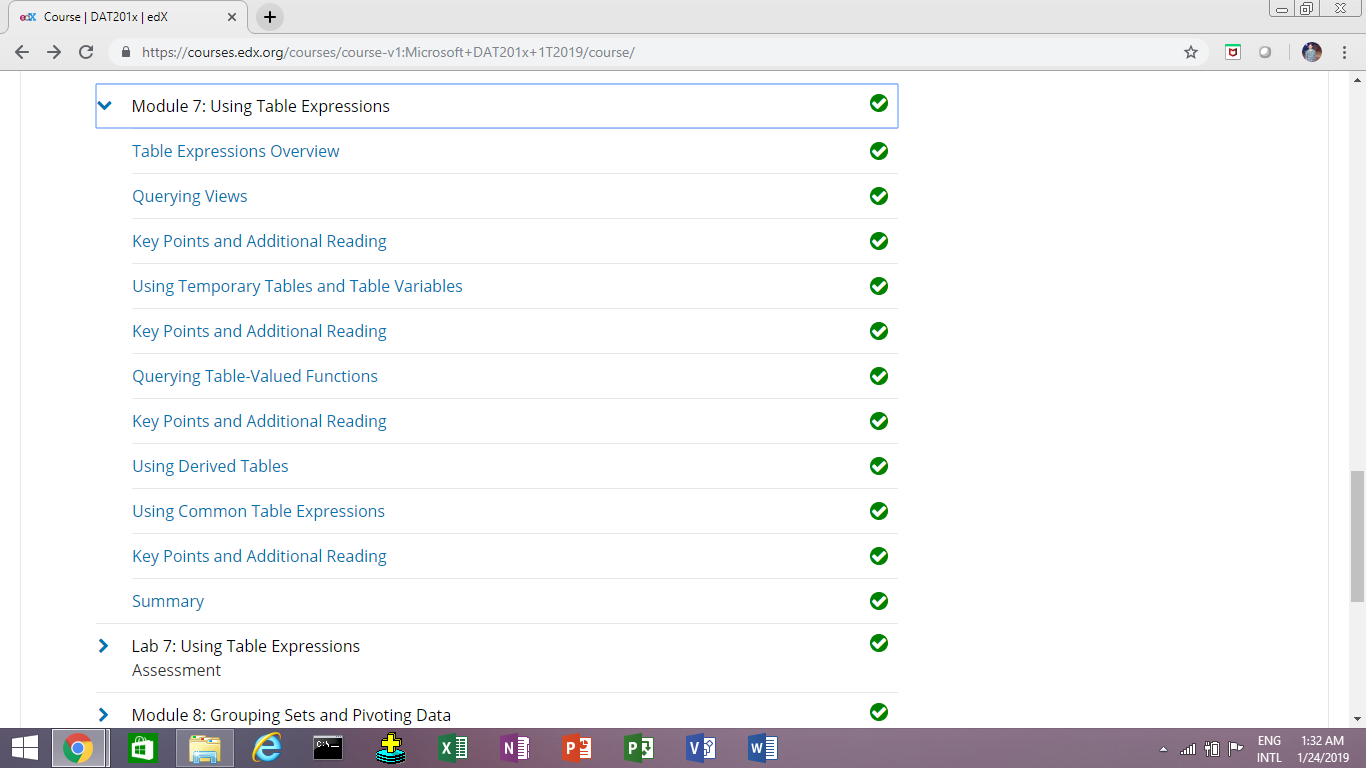 edX Course | DAT201x | edX
https://courses.edx.org/courses/course-v1:Microsoft+DAT201x+1T2019/course/
Module 7: Using Table Expressions
Table Expressions Overview
Querying Views
Key Points and Additional Reading
Using Temporary Tables and Table Variables
Key Points and Additional Reading
Querying Table-Valued Functions
Key Points and Additional Reading
Using Derived Tables
Using Common Table Expressions
Key Points and Additional Reading
Summary
Lab 7: Using Table Expressions
Assessment
Module 8: Grouping Sets and Pivoting Data
C:\_
X
N
P
P
V
W
ENG 1:32 AM
INTL 1/24/2019